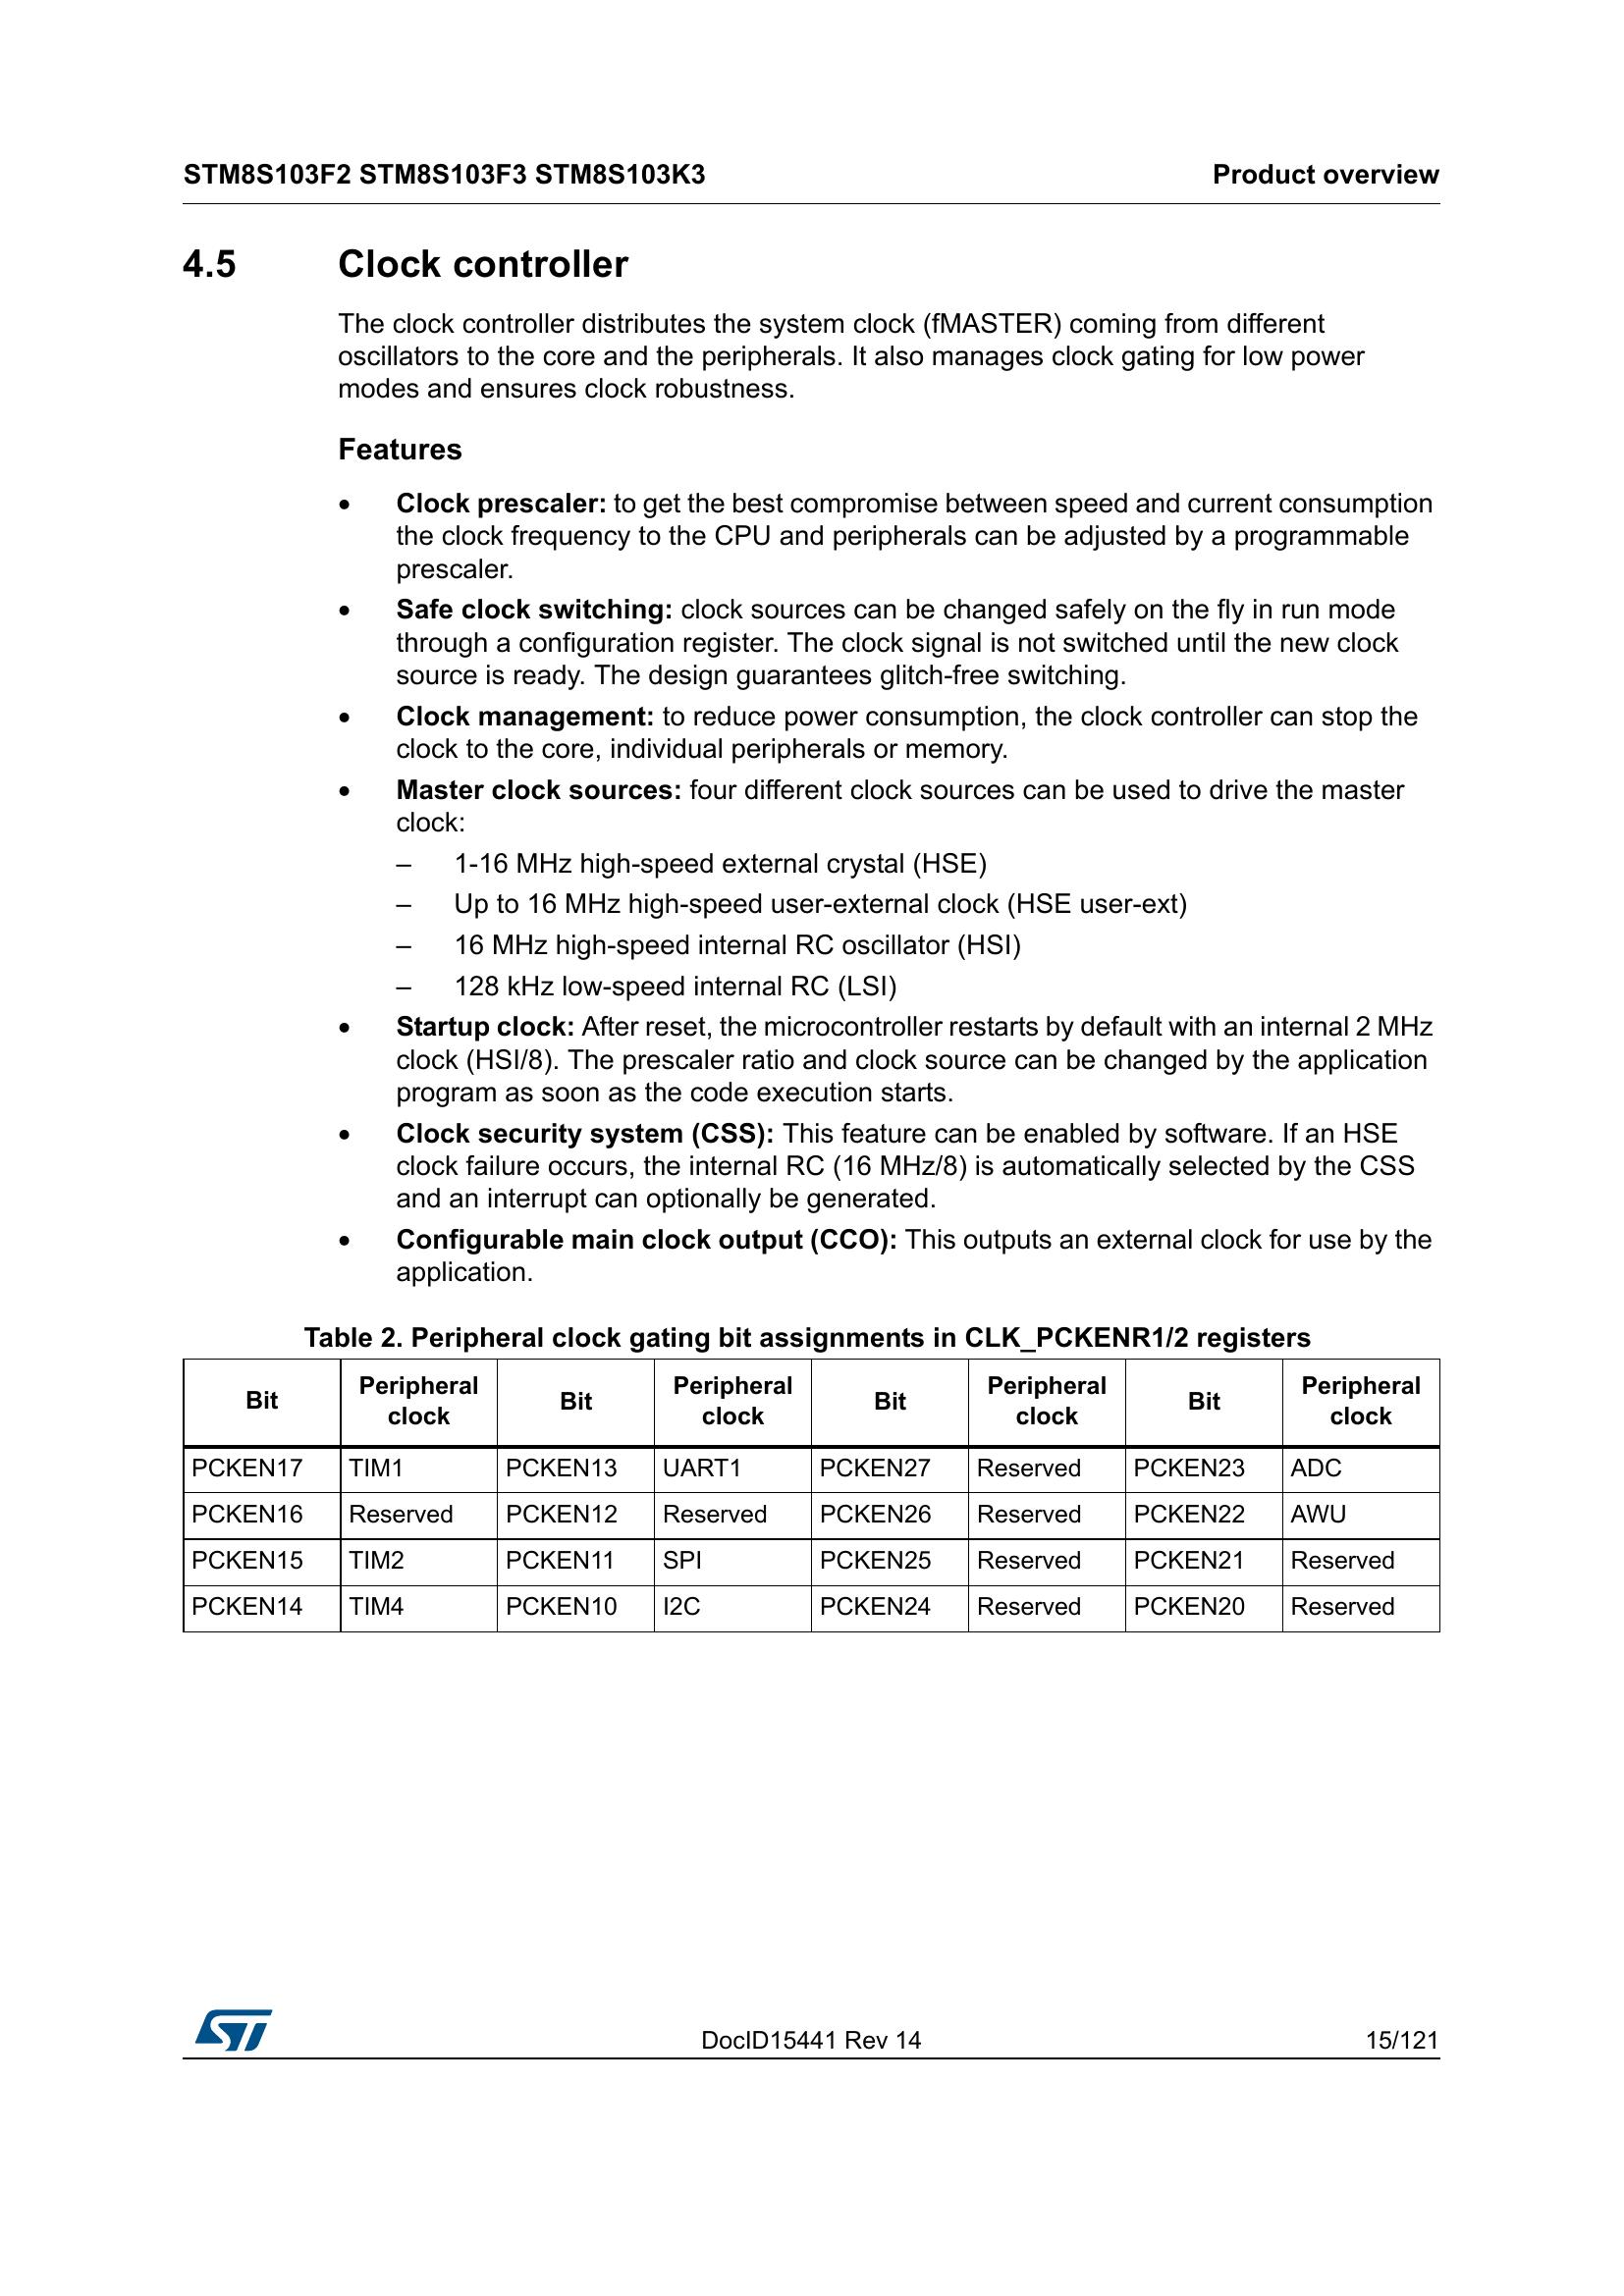 STM8S103F2 STM8S103F3 STM8S103K3 Product overview
4.5 Clock controller
The clock controller distributes the system clock (fMASTER) coming from different
oscillators to the core and the peripherals. It also manages clock gating for low power
modes and ensures clock robustness.
Features
• Clock prescaler: to get the best compromise between speed and current consumption
the clock frequency to the CPU and peripherals can be adjusted by a programmable
prescaler.
• Safe clock switching: clock sources can be changed safely on the fly in run mode
through a configuration register. The clock signal is not switched until the new clock
source is ready. The design guarantees glitch-free switching.
• Clock management: to reduce power consumption, the clock controller can stop the
clock to the core, individual peripherals or memory.
• Master clock sources: four different clock sources can be used to drive the master
clock:
– 1-16 MHz high-speed external crystal (HSE)
– Up to 16 MHz high-speed user-external clock (HSE user-ext)
– 16 MHz high-speed internal RC oscillator (HSI)
– 128 kHz low-speed internal RC (LSI)
• Startup clock: After reset, the microcontroller restarts by default with an internal 2 MHz
clock (HSI/8). The prescaler ratio and clock source can be changed by the application
program as soon as the code execution starts.
• Clock security system (CSS): This feature can be enabled by software. If an HSE
clock failure occurs, the internal RC (16 MHz/8) is automatically selected by the CSS
and an interrupt can optionally be generated.
• Configurable main clock output (CCO): This outputs an external clock for use by the
application.
Table 2. Peripheral clock gating bit assignments in CLK_PCKENR1/2 registers
Bit Peripheral clock Bit Peripheral clock Bit Peripheral clock Bit Peripheral clock
PCKEN17 TIM1 PCKEN13 UART1 PCKEN27 Reserved PCKEN23 ADC
PCKEN16 Reserved PCKEN12 Reserved PCKEN26 Reserved PCKEN22 AWU
PCKEN15 TIM2 PCKEN11 SPI PCKEN25 Reserved PCKEN21 Reserved
PCKEN14 TIM4 PCKEN10 I2C PCKEN24 Reserved PCKEN20 Reserved
ST DocID15441 Rev 14 15/121